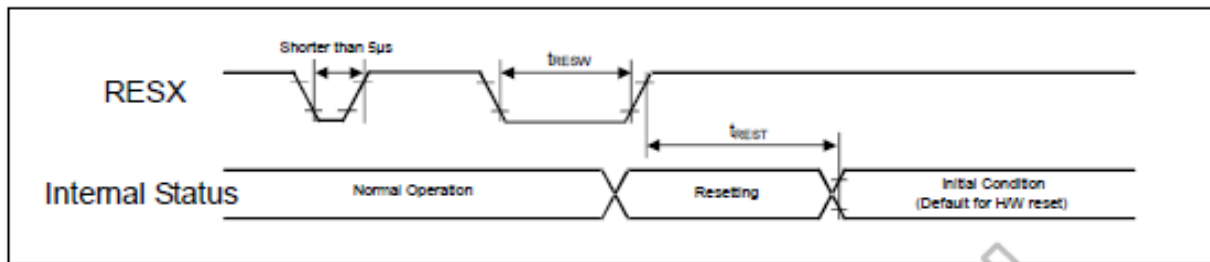 Shorter than 5µs
tRESW
RESX
tREST
Internal Status
Normal Operation
Resetting
Initial Condition
(Default for H/W reset)